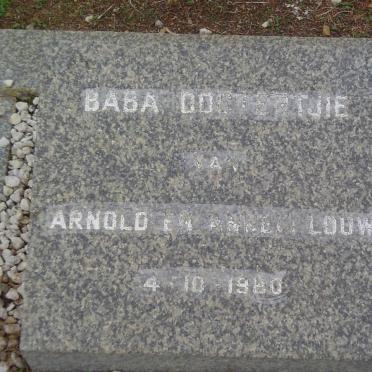 BABA DOGTERTJIE
VAN
ARNOLD EN LOUW
4-10-1980